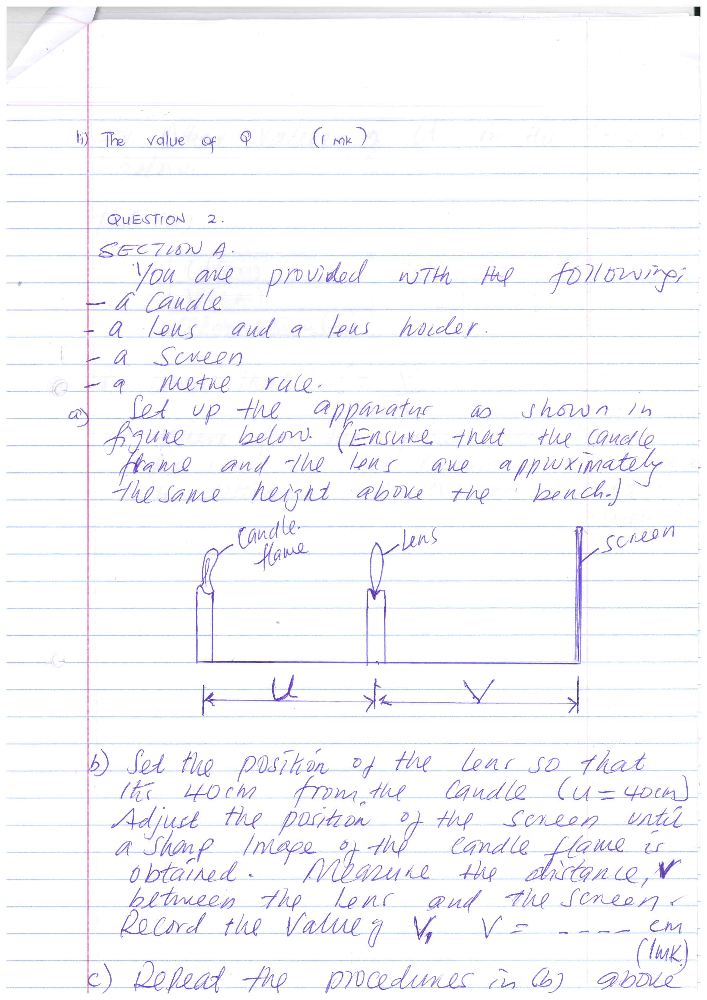 ii) The value of Q (1 mk)
QUESTION 2.
SECTION A.
You are provided with the following;
- a Candle
- a lens and a lens holder.
- a Screen
- a metre rule.
a) Set up the apparatus as shown in
figure below. (Ensure that the candle
frame and the lens are approximately
the same height above the bench.)
Candle flame
Lens
screen
U
V
b) Set the position of the lens so that
its 40cm from the Candle (u = 40cm)
Adjust the position of the screen until
a sharp image of the candle flame is
obtained. Measure the distance, V
between the lens and the screen.
Record the Value of V, V = ---- cm
(1mk)
c) Repeat the procedures in (b) above